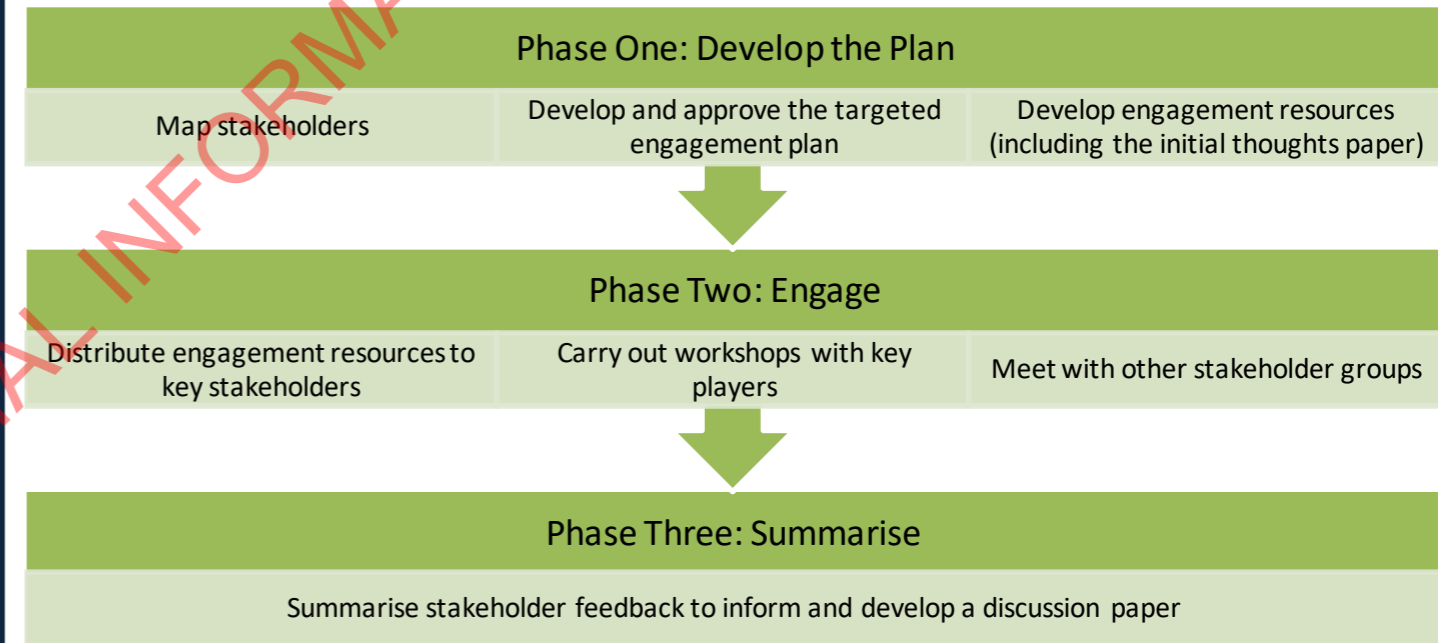 Phase One: Develop the Plan
Map stakeholders
Develop and approve the targeted
engagement plan
Develop engagement resources
(including the initial thoughts paper)
Phase Two: Engage
Distribute engagement resources to
key stakeholders
Carry out workshops with key
players
Meet with other stakeholder groups
Phase Three: Summarise
Summarise stakeholder feedback to inform and develop a discussion paper